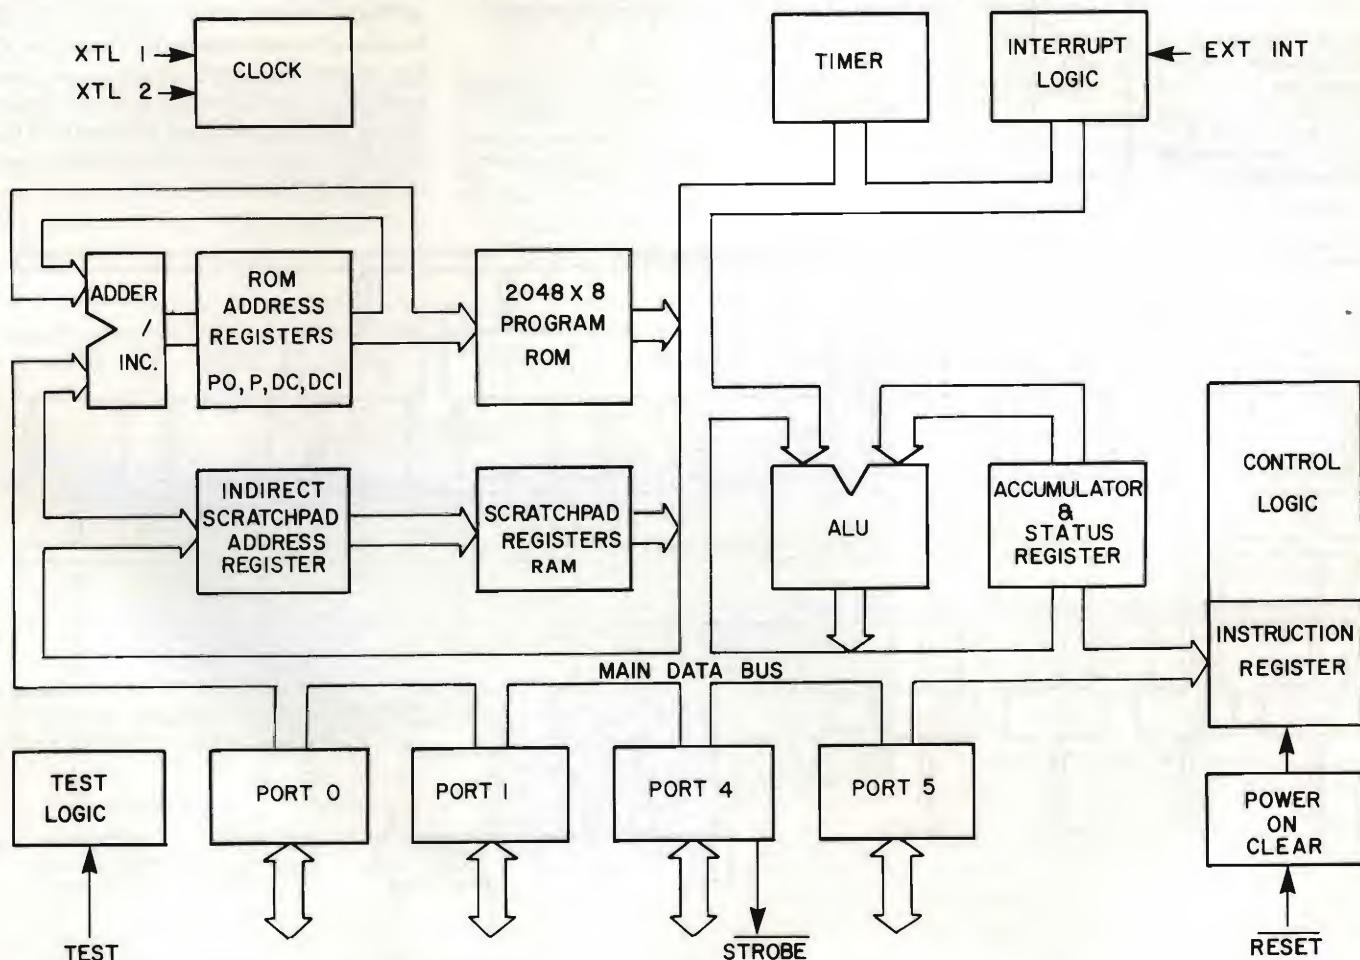 XTL 1
XTL 2
CLOCK
TIMER
INTERRUPT
LOGIC
EXT INT
ADDER
/
INC.
ROM
ADDRESS
REGISTERS
PO, P, DC, DCI
2048 X 8
PROGRAM
ROM
INDIRECT
SCRATCHPAD
ADDRESS
REGISTER
SCRATCHPAD
REGISTERS
RAM
ALU
ACCUMULATOR
&
STATUS
REGISTER
CONTROL
LOGIC
INSTRUCTION
REGISTER
MAIN DATA BUS
TEST
LOGIC
PORT 0
PORT 1
PORT 4
PORT 5
POWER
ON
CLEAR
TEST
STROBE
RESET